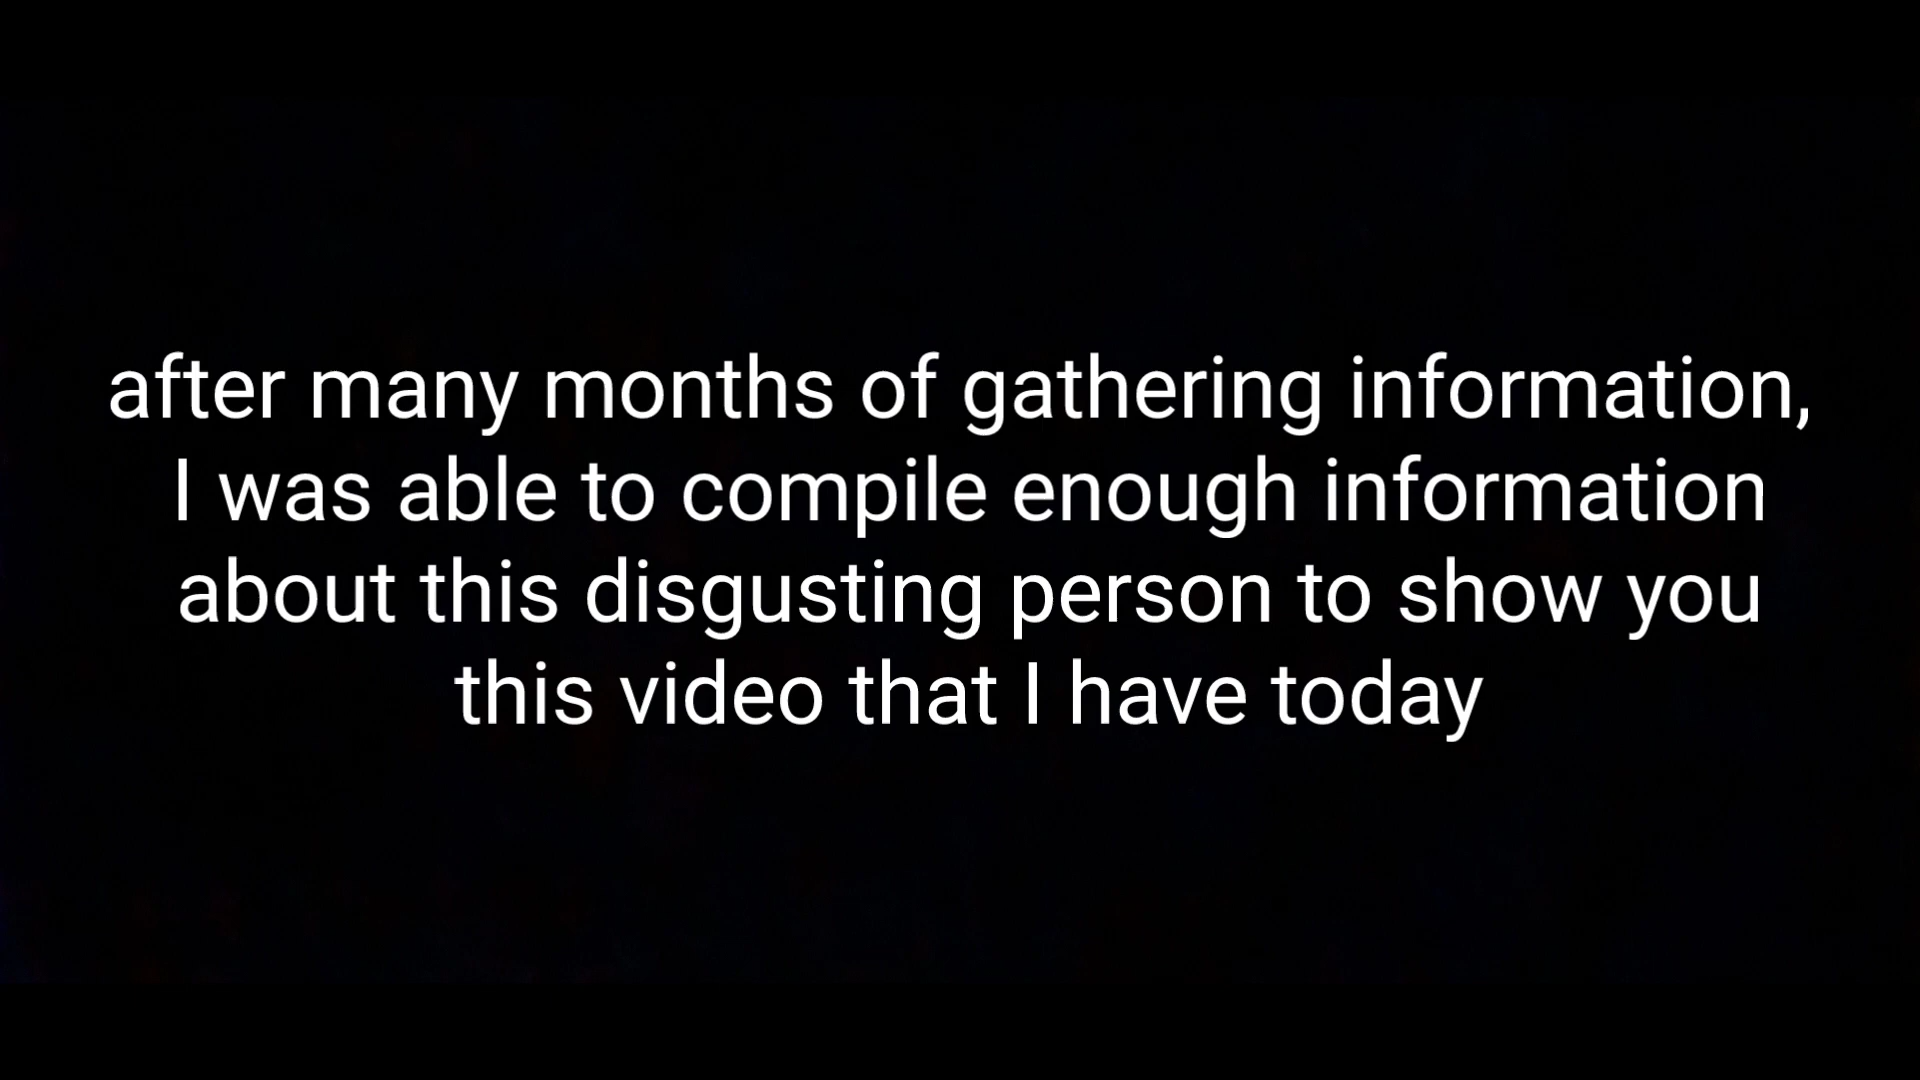 after many months of gathering information,
I was able to compile enough information
about this disgusting person to show you
this video that I have today